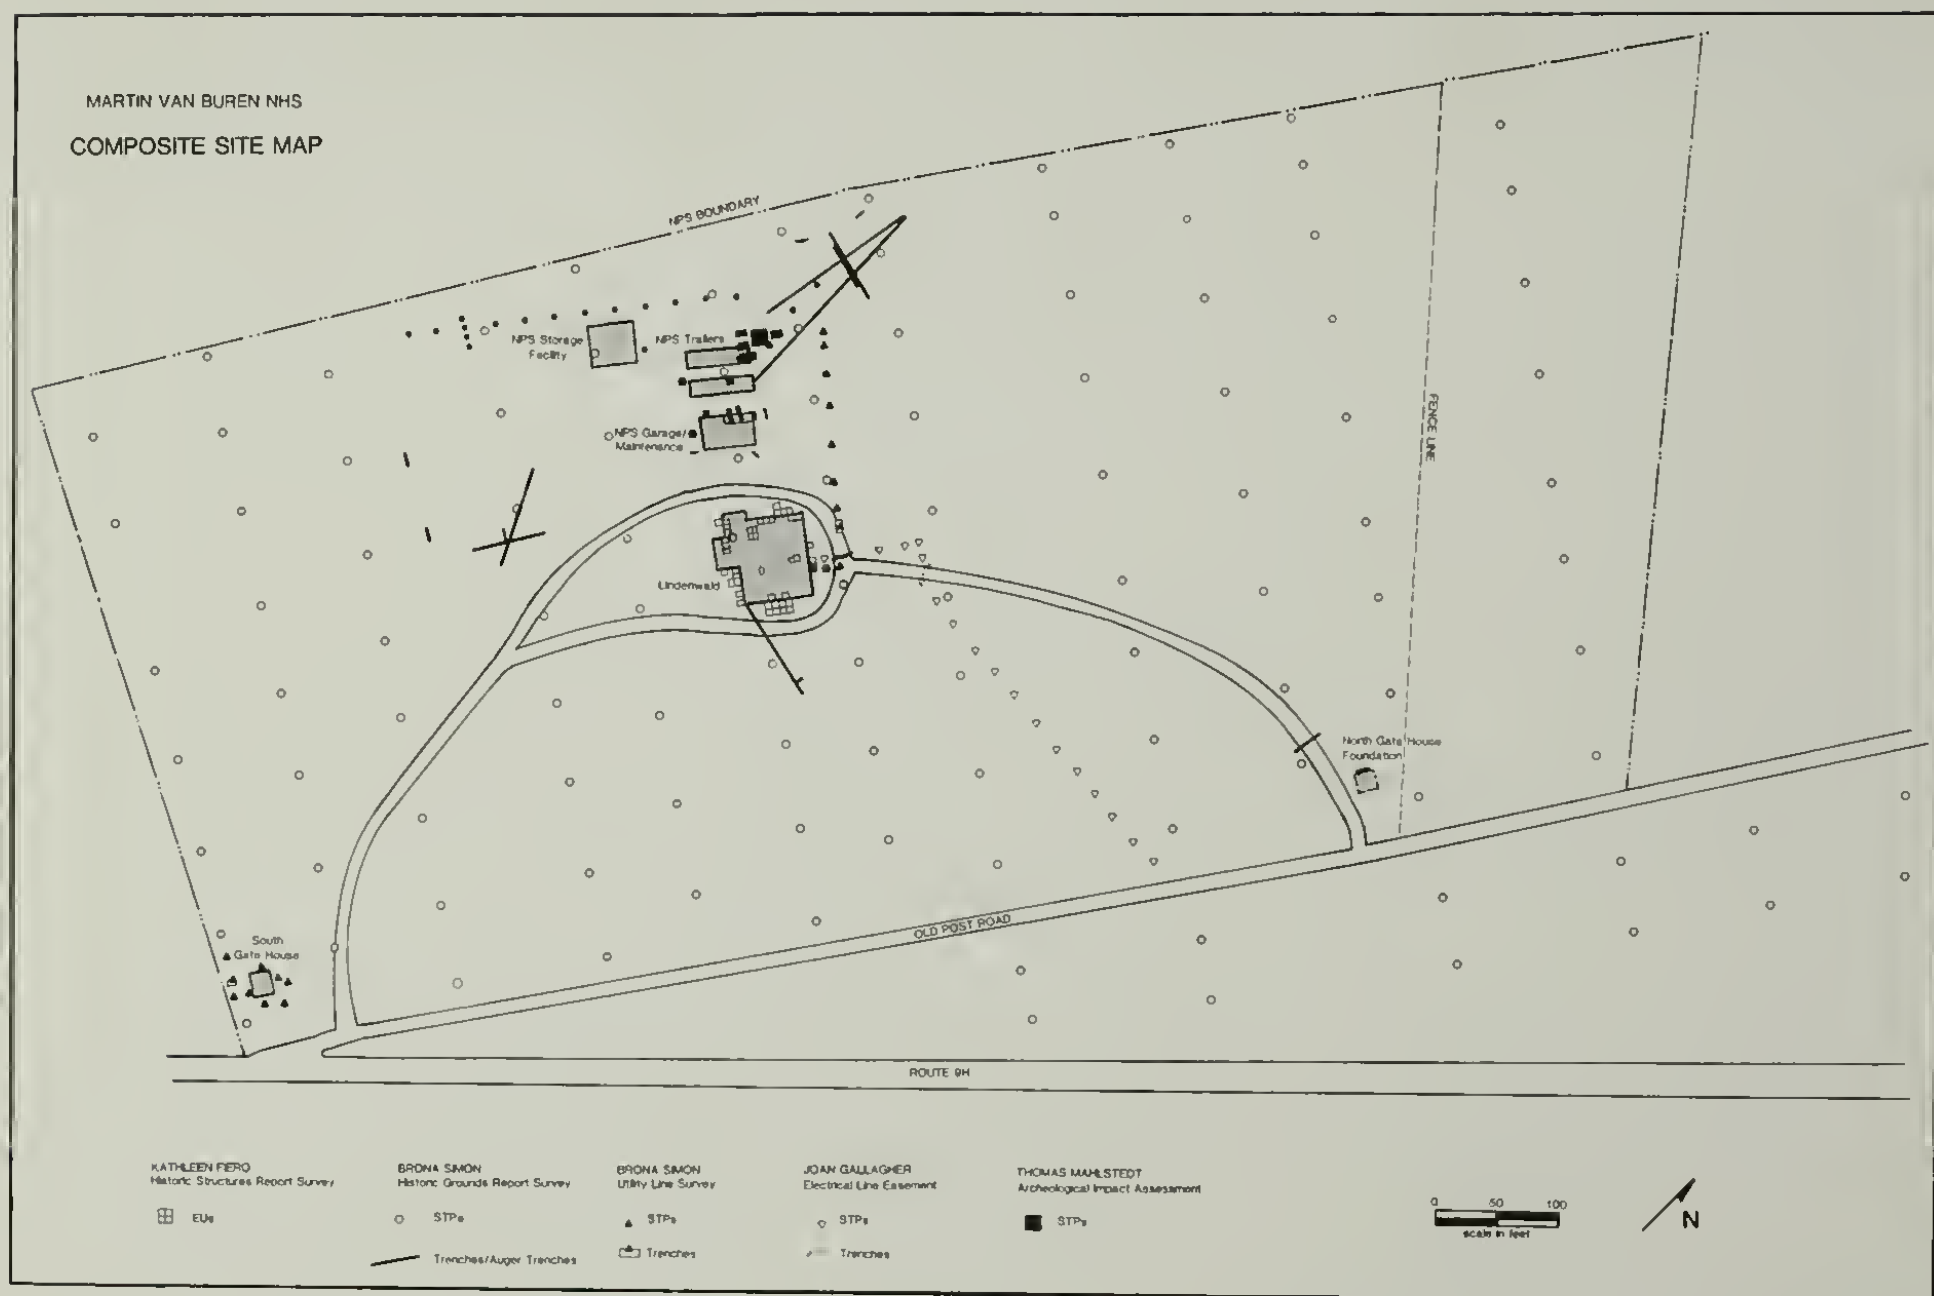 MARTIN VAN BUREN NHS
COMPOSITE SITE MAP
NPS BOUNDARY
NPS Storage
Facility
NPS Trailers
NPS Garage/
Maintenance
FENCE LINE
Lindenwald
North Gate House
Foundation
OLD POST ROAD
South
Gate House
ROUTE 9H
KATHLEEN FIERO
Historic Structures Report Survey
EUs
BRONA SIMON
Historic Grounds Report Survey
STPs
Trenches/Auger Trenches
BRONA SIMON
Utility Line Survey
STPs
Trenches
JOAN GALLAGHER
Electrical Line Easement
STPs
Trenches
THOMAS MAHLSTEDT
Archeological Impact Assessment
STPs
0 50 100
scale in feet
N